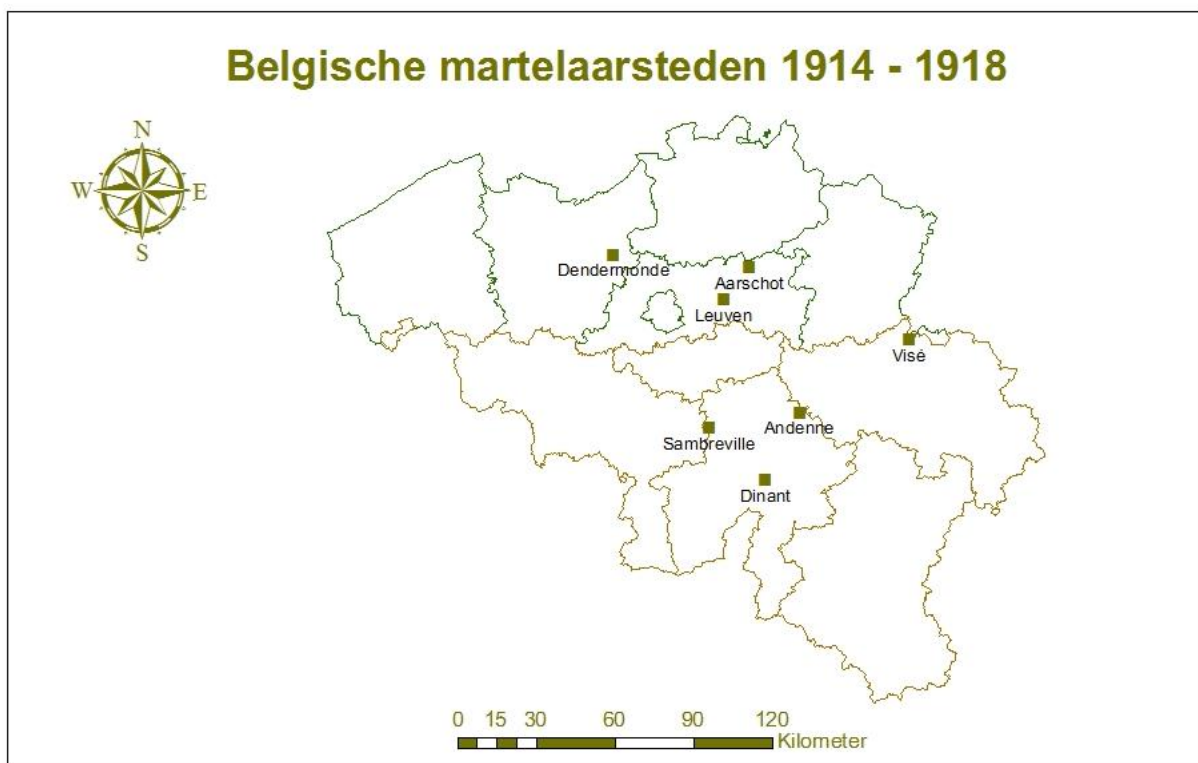 Belgische martelaarsteden 1914 - 1918
N
W E
S
Dendermonde
Aarschot
Leuven
Visé
Andenne
Sambreville
Dinant
0 15 30 60 90 120
Kilometer